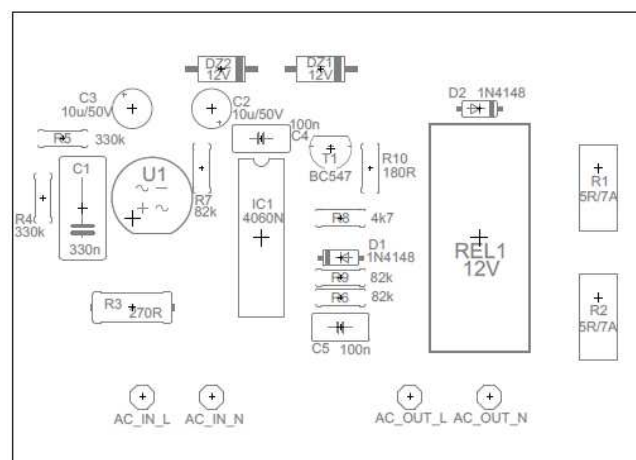 DZ2
12V
DZ1
12V
D2 1N4148
C3
10u/50V
C2
10u/50V
100n
C4
R5 330k
T1
BC547
R10
180R
C1
330n
U1
R7
82k
R4
330k
IC1
4060N
R8 4k7
D1
1N4148
R9 82k
R6 82k
REL1
12V
R1
5R/7A
R2
5R/7A
R3
270R
C5 100n
AC_IN_L
AC_IN_N
AC_OUT_L
AC_OUT_N